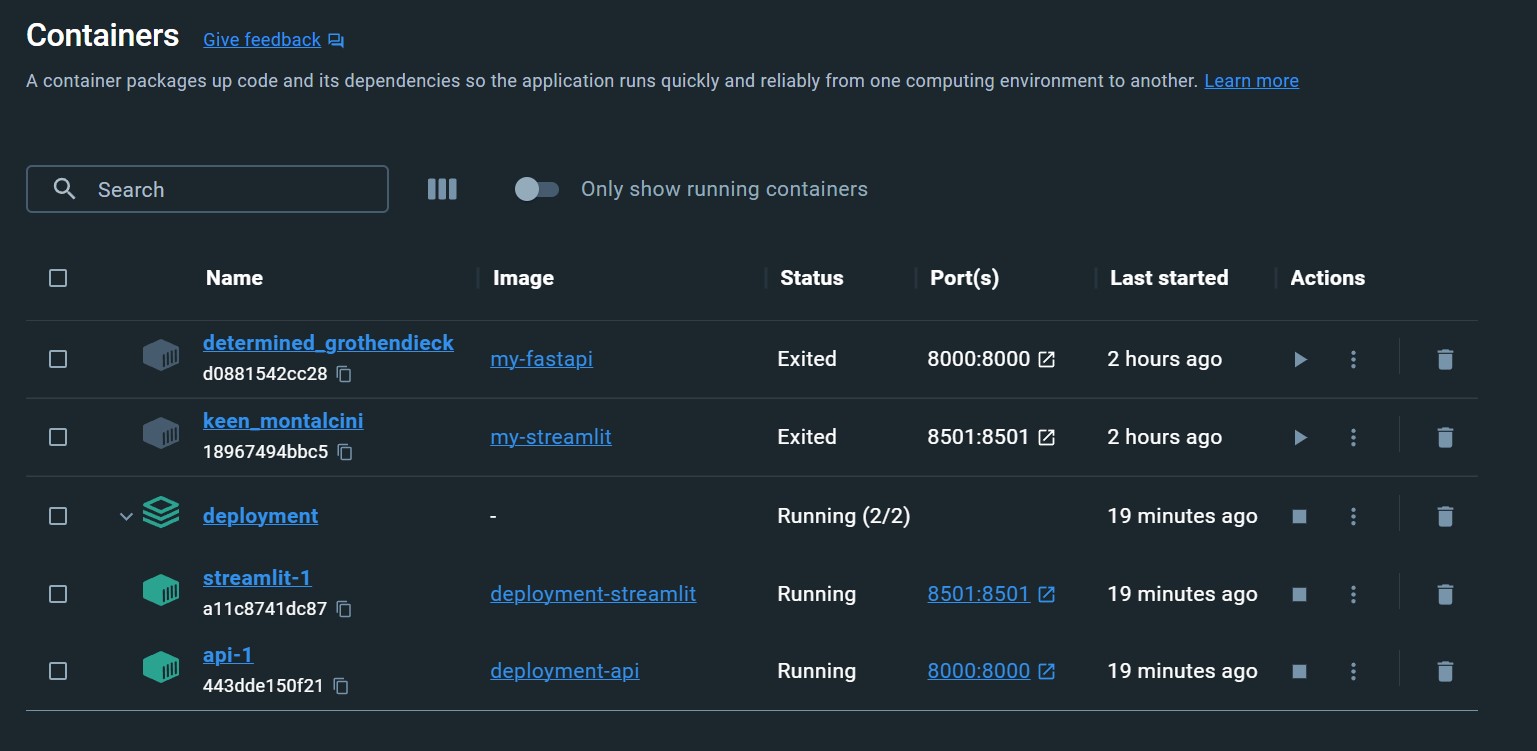 Containers Give feedback
A container packages up code and its dependencies so the application runs quickly and reliably from one computing environment to another. Learn more
Search Only show running containers
Name Image Status Port(s) Last started Actions
determined_grothendieck
d0881542cc28 my-fastapi Exited 8000:8000 2 hours ago
keen_montalcini
18967494bbc5 my-streamlit Exited 8501:8501 2 hours ago
deployment - Running (2/2) 19 minutes ago
streamlit-1
a11c8741dc87 deployment-streamlit Running 8501:8501 19 minutes ago
api-1
443dde150f21 deployment-api Running 8000:8000 19 minutes ago